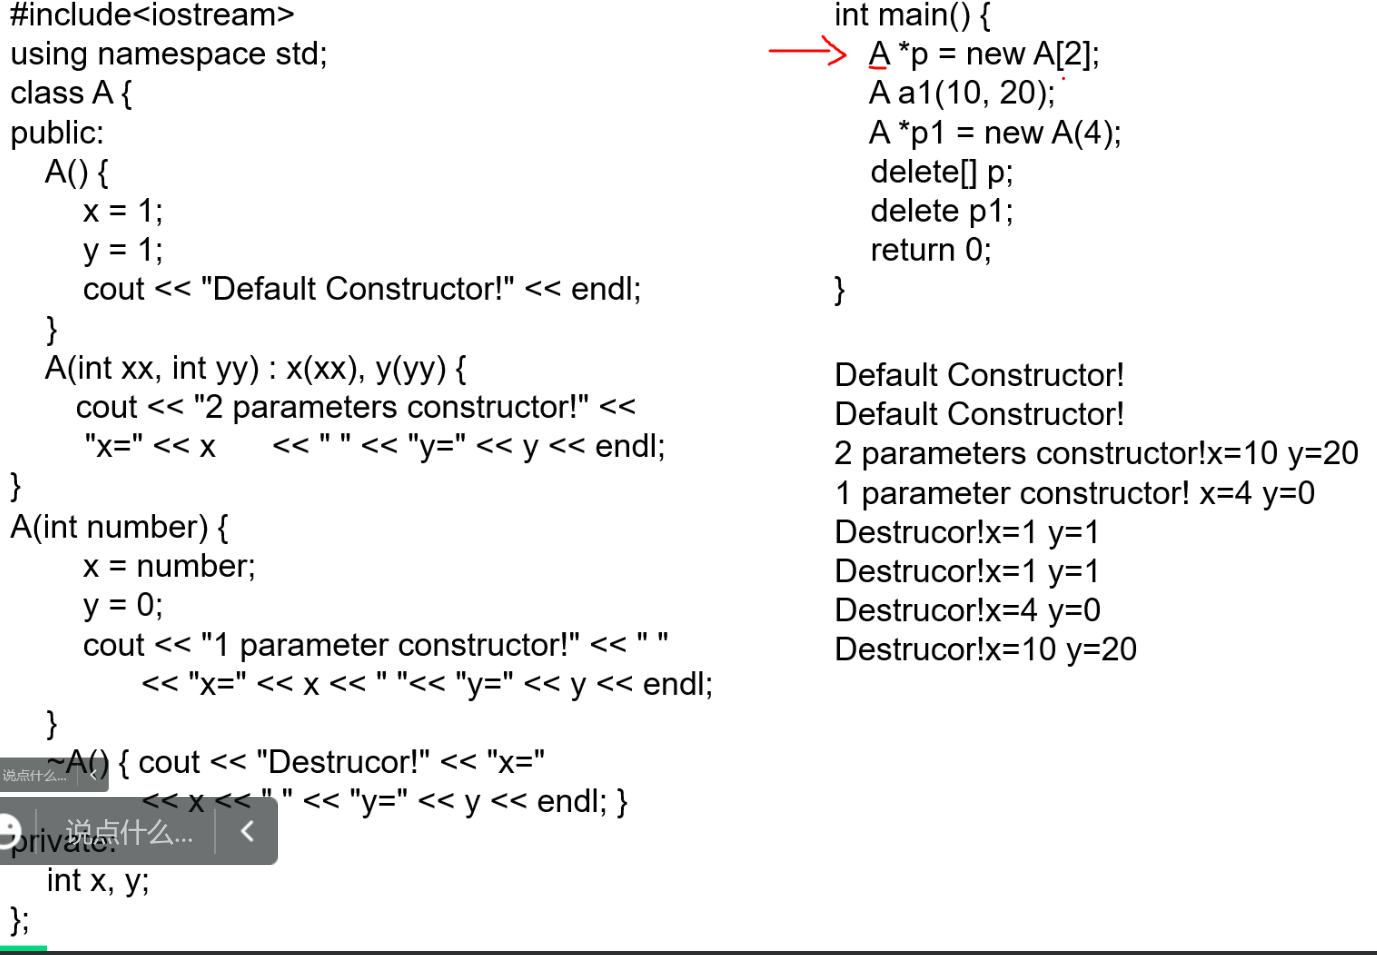 #include<iostream>
using namespace std;
class A {
public:
A() {
x = 1;
y = 1;
cout << "Default Constructor!" << endl;
}
A(int xx, int yy) : x(xx), y(yy) {
cout << "2 parameters constructor!" <<
"x=" << x << " " << "y=" << y << endl;
}
A(int number) {
x = number;
y = 0;
cout << "1 parameter constructor!" << " "
<< "x=" << x << " "<< "y=" << y << endl;
}
~A() { cout << "Destrucor!" << "x="
<< x << " " << "y=" << y << endl; }
private:
int x, y;
};
说点什么...
说点什么...
int main() {
A *p = new A[2];
A a1(10, 20);
A *p1 = new A(4);
delete[] p;
delete p1;
return 0;
}
Default Constructor!
Default Constructor!
2 parameters constructor!x=10 y=20
1 parameter constructor! x=4 y=0
Destrucor!x=1 y=1
Destrucor!x=1 y=1
Destrucor!x=4 y=0
Destrucor!x=10 y=20